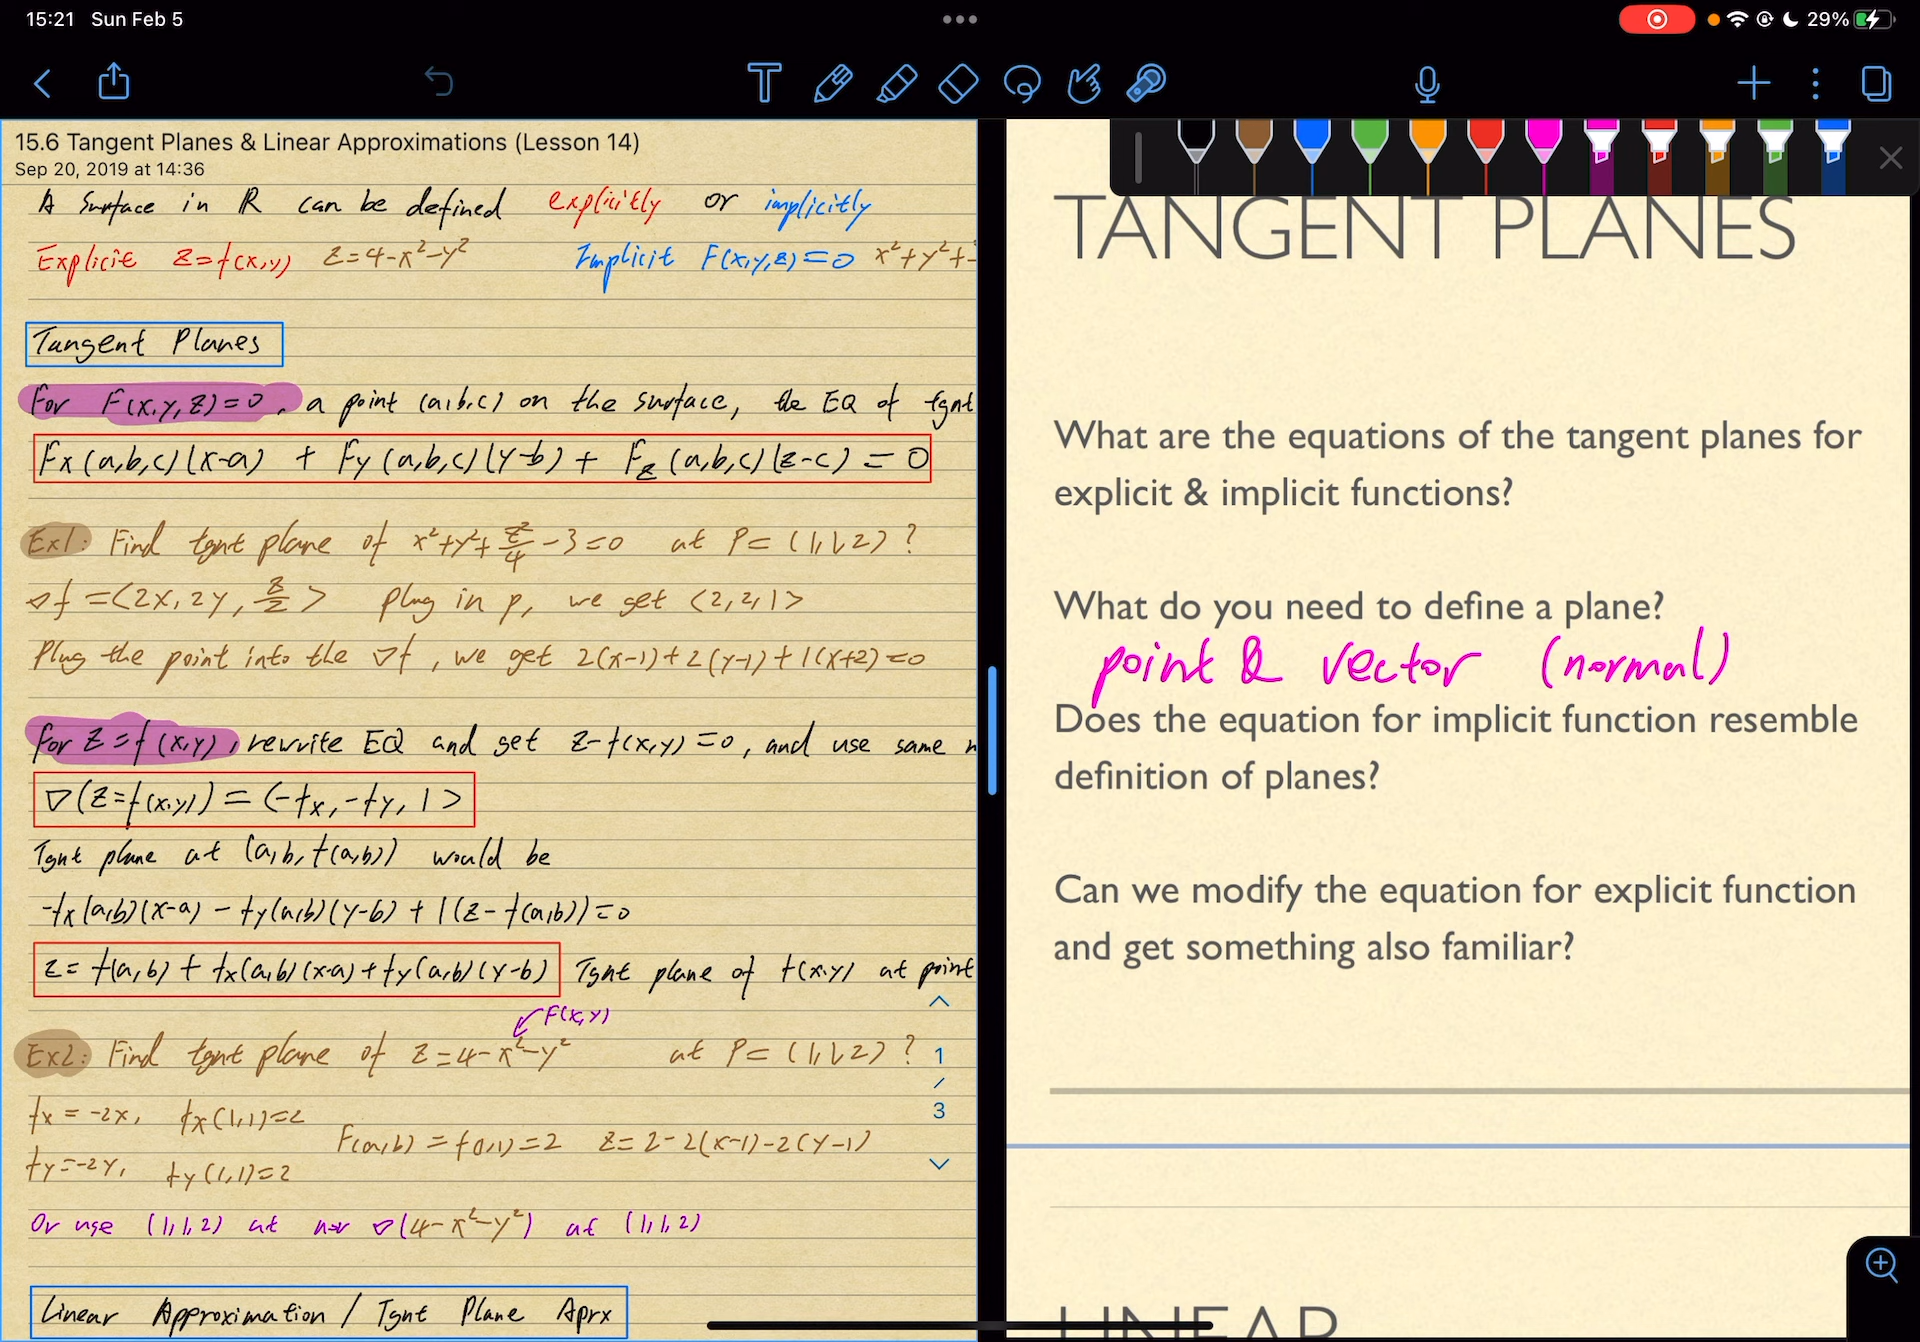 15:21 Sun Feb 5
29%
15.6 Tangent Planes & Linear Approximations (Lesson 14)
Sep 20, 2019 at 14:36
A Surface in ℝ can be defined explicitly or implicitly
Explicit z=f(x,y) z=4-x²-y² Implicit F(x,y,z)=0 x²+y²+
Tangent Planes
For F(x,y,z)=0, a point (a,b,c) on the surface, the EQ of tgnt
Fx(a,b,c)(x-a) + Fy(a,b,c)(y-b) + Fz(a,b,c)(z-c) = 0
Ex1: Find tgnt plane of x²+y²+z²/4-3=0 at P=(1,1,2)?
∇f=<2x,2y,z/2> plug in p, we get <2,2,1>
Plug the point into the ∇f, we get 2(x-1)+2(y-1)+1(x+2)=0
For z=f(x,y), rewrite EQ and get z-f(x,y)=0, and use same
∇(z=f(x,y))=<-fx,-fy,1>
Tgnt plane at (a,b,f(a,b)) would be
-fx(a,b)(x-a)-fy(a,b)(y-b)+1(z-f(a,b))=0
z=f(a,b)+fx(a,b)(x-a)+fy(a,b)(y-b) Tgnt plane of f(x,y) at point
F(x,y)
Ex2: Find tgnt plane of z=4-x²-y² at P=(1,1,2)?
fx=-2x, fx(1,1)=2
F(a,b)=f(1,1)=2 z=2-2(x-1)-2(y-1)
fy=-2y, fy(1,1)=2
Or use (1,1,2) at ∇(4-x²-y²) at (1,1,2)
Linear Approximation / Tgnt Plane Aprx
1
/
3
TANGENT PLANES
What are the equations of the tangent planes for
explicit & implicit functions?
What do you need to define a plane?
point & vector (normal)
Does the equation for implicit function resemble
definition of planes?
Can we modify the equation for explicit function
and get something also familiar?
LINEAR